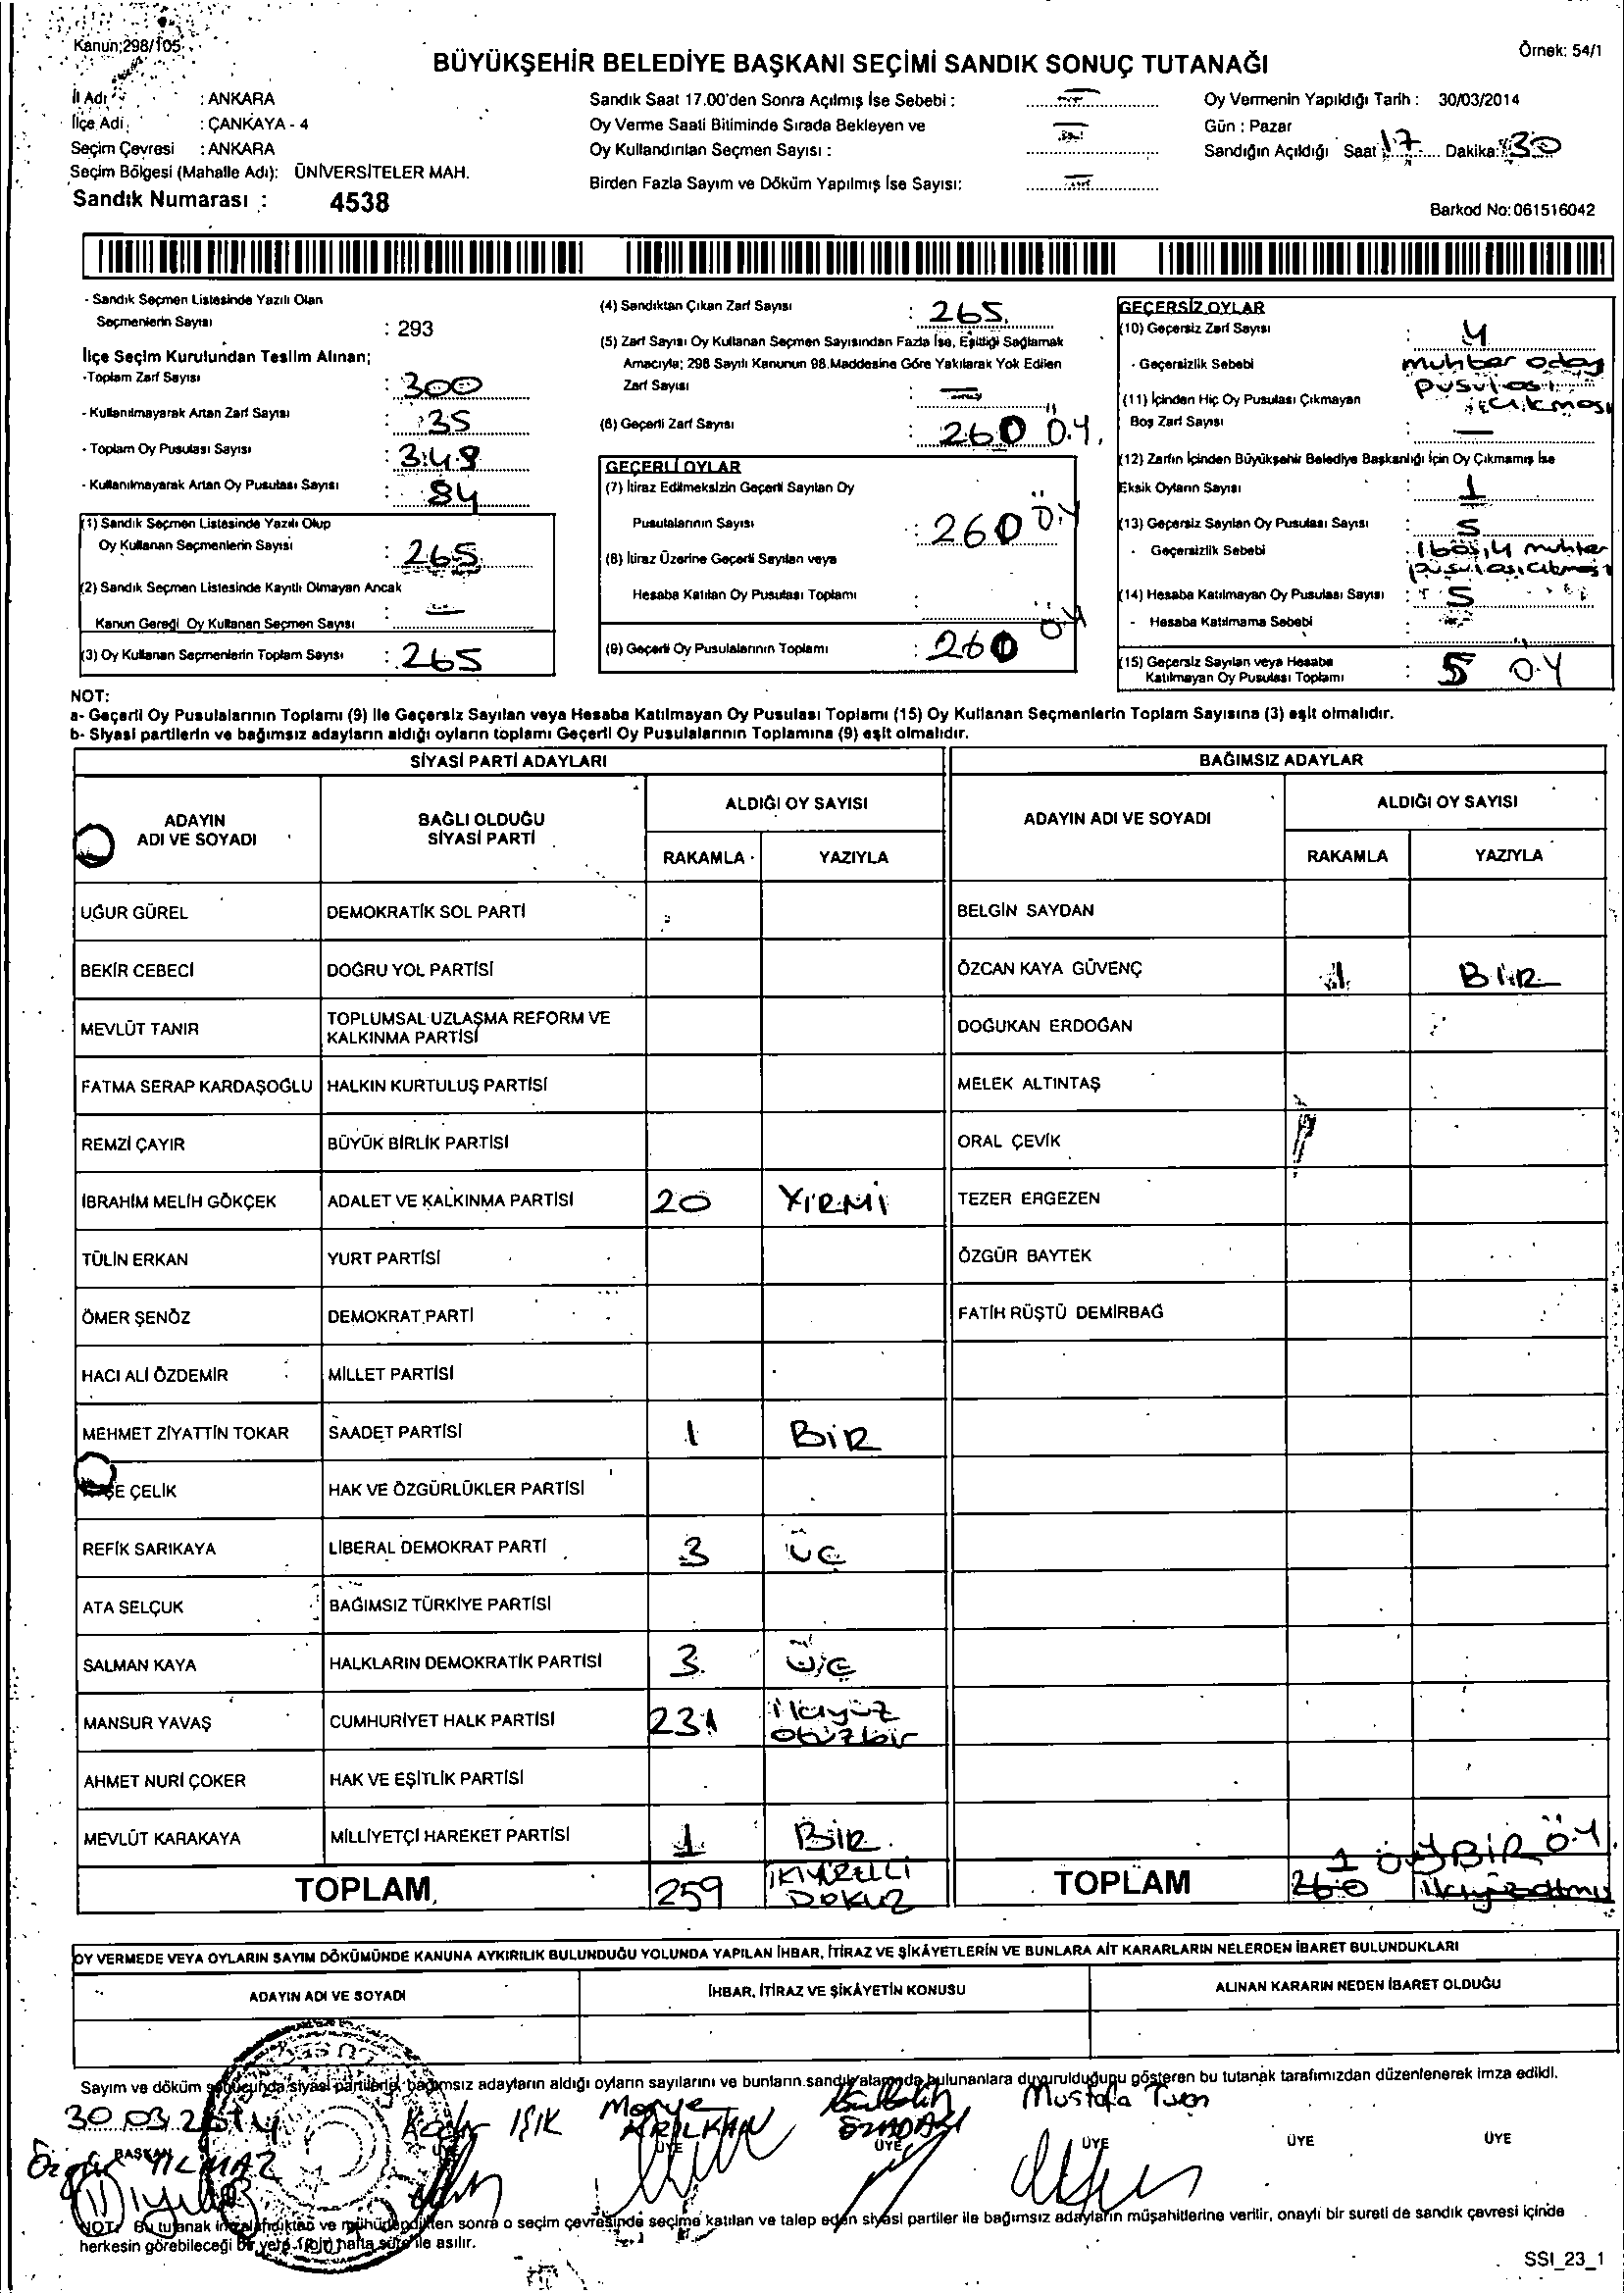 Kanun;298/105
Örnek: 54/1
BÜYÜKŞEHİR BELEDİYE BAŞKANI SEÇİMİ SANDIK SONUÇ TUTANAĞI
İl Adı : ANKARA
İlçe Adı : ÇANKAYA - 4
Seçim Çevresi : ANKARA
Seçim Bölgesi (Mahalle Adı): ÜNİVERSİTELER MAH.
Sandık Numarası : 4538
Sandık Saat 17.00'den Sonra Açılmış İse Sebebi : —
Oy Verme Saati Bitiminde Sırada Bekleyen ve
Oy Kullandırılan Seçmen Sayısı : —
Birden Fazla Sayım ve Döküm Yapılmış İse Sayısı: —
Oy Vermenin Yapıldığı Tarih : 30/03/2014
Gün : Pazar
Sandığın Açıldığı Saat 17 Dakika: 30
Barkod No:061516042
- Sandık Seçmen Listesinde Yazılı Olan
Seçmenlerin Sayısı : 293
İlçe Seçim Kurulundan Teslim Alınan;
-Toplam Zarf Sayısı : 300
- Kullanılmayarak Artan Zarf Sayısı : 35
- Toplam Oy Pusulası Sayısı : 349
- Kullanılmayarak Artan Oy Pusulası Sayısı : 84
(1) Sandık Seçmen Listesinde Yazılı Olup
Oy Kullanan Seçmenlerin Sayısı : 265
(2) Sandık Seçmen Listesinde Kayıtlı Olmayan Ancak
Kanun Gereği Oy Kullanan Seçmen Sayısı : —
(3) Oy Kullanan Seçmenlerin Toplam Sayısı : 265
(4) Sandıktan Çıkan Zarf Sayısı : 265
(5) Zarf Sayısı Oy Kullanan Seçmen Sayısından Fazla İse, Eşitliği Sağlamak
Amacıyla; 298 Sayılı Kanunun 98.Maddesine Göre Yakılarak Yok Edilen
Zarf Sayısı : —
(6) Geçerli Zarf Sayısı : 260 Ö.Y.
GEÇERLİ OYLAR
(7) İtiraz Edilmeksizin Geçerli Sayılan Oy
Pusulalarının Sayısı : 260 Ö.Y
(8) İtiraz Üzerine Geçerli Sayılan veya
Hesaba Katılan Oy Pusulası Toplamı :
(9) Geçerli Oy Pusulalarının Toplamı : 260 Ö.Y
GEÇERSİZ OYLAR
(10) Geçersiz Zarf Sayısı : 4
- Geçersizlik Sebebi muhtar aday
pusulası
çıkması
(11) İçinden Hiç Oy Pusulası Çıkmayan
Boş Zarf Sayısı : —
(12) Zarfın İçinden Büyükşehir Belediye Başkanlığı İçin Oy Çıkmamış İse
Eksik Oyların Sayısı : 1
(13) Geçersiz Sayılan Oy Pusulası Sayısı : 5
- Geçersizlik Sebebi : 1 boş, 4 muhtar
pusulası çıkması
(14) Hesaba Katılmayan Oy Pusulası Sayısı : 5
- Hesaba Katılmama Sebebi :
(15) Geçersiz Sayılan veya Hesaba
Katılmayan Oy Pusulası Toplamı : 5 Ö.Y
NOT:
a- Geçerli Oy Pusulalarının Toplamı (9) ile Geçersiz Sayılan veya Hesaba Katılmayan Oy Pusulası Toplamı (15) Oy Kullanan Seçmenlerin Toplam Sayısına (3) eşit olmalıdır.
b- Siyasi partilerin ve bağımsız adayların aldığı oyların toplamı Geçerli Oy Pusulalarının Toplamına (9) eşit olmalıdır.
SİYASİ PARTİ ADAYLARI
ADAYIN
ADI VE SOYADI
BAĞLI OLDUĞU
SİYASİ PARTİ
ALDIĞI OY SAYISI
RAKAMLA YAZIYLA
UĞUR GÜREL DEMOKRATİK SOL PARTİ
BEKİR CEBECİ DOĞRU YOL PARTİSİ
MEVLÜT TANIR TOPLUMSAL UZLAŞMA REFORM VE
KALKINMA PARTİSİ
FATMA SERAP KARDAŞOĞLU HALKIN KURTULUŞ PARTİSİ
REMZİ ÇAYIR BÜYÜK BİRLİK PARTİSİ
İBRAHİM MELİH GÖKÇEK ADALET VE KALKINMA PARTİSİ 20 YİRMİ
TÜLİN ERKAN YURT PARTİSİ
ÖMER ŞENÖZ DEMOKRAT PARTİ
HACI ALİ ÖZDEMİR MİLLET PARTİSİ
MEHMET ZİYATTİN TOKAR SAADET PARTİSİ 1 BİR
ÇELİK HAK VE ÖZGÜRLÜKLER PARTİSİ
REFİK SARIKAYA LİBERAL DEMOKRAT PARTİ 3 ÜÇ
ATA SELÇUK BAĞIMSIZ TÜRKİYE PARTİSİ
SALMAN KAYA HALKLARIN DEMOKRATİK PARTİSİ 3 ÜÇ
MANSUR YAVAŞ CUMHURİYET HALK PARTİSİ 231 ikiyüz
otuzbir
AHMET NURİ ÇOKER HAK VE EŞİTLİK PARTİSİ
MEVLÜT KARAKAYA MİLLİYETÇİ HAREKET PARTİSİ 1 BİR
TOPLAM 259 İKİYÜZELLİ
DOKUZ
BAĞIMSIZ ADAYLAR
ADAYIN ADI VE SOYADI
ALDIĞI OY SAYISI
RAKAMLA YAZIYLA
BELGİN SAYDAN
ÖZCAN KAYA GÜVENÇ 1 BİR
DOĞUKAN ERDOĞAN
MELEK ALTINTAŞ
ORAL ÇEVİK
TEZER ERGEZEN
ÖZGÜR BAYTEK
FATİH RÜŞTÜ DEMİRBAĞ
1 Ö.Y BİR Ö.Y.
TOPLAM 260 ikiyüzaltmış
OY VERMEDE VEYA OYLARIN SAYIM DÖKÜMÜNDE KANUNA AYKIRILIK BULUNDUĞU YOLUNDA YAPILAN İHBAR, İTİRAZ VE ŞİKÂYETLERİN VE BUNLARA AİT KARARLARIN NELERDEN İBARET BULUNDUKLARI
ADAYIN ADI VE SOYADI İHBAR, İTİRAZ VE ŞİKÂYETİN KONUSU ALINAN KARARIN NEDEN İBARET OLDUĞU
Sayım ve döküm sonucunda siyasi partilerin, bağımsız adayların aldığı oyların sayılarını ve bunların sandık alanında bulunanlara duyurulduğunu gösteren bu tutanak tarafımızdan düzenlenerek imza edildi.
30.03.2014 IŞIK Merve Mustafa
BAŞKAN ÜYE ÜYE ÜYE ÜYE ÜYE ÜYE
Özgür YILMAZ
NOT: Bu tutanak imzalandıktan ve mühürlendikten sonra o seçim çevresinde seçime katılan ve talep eden siyasi partiler ile bağımsız adayların müşahitlerine verilir, onaylı bir sureti de sandık çevresi içinde
herkesin görebileceği bir yere 1 (bir) hafta süre ile asılır.
SSI_23_1